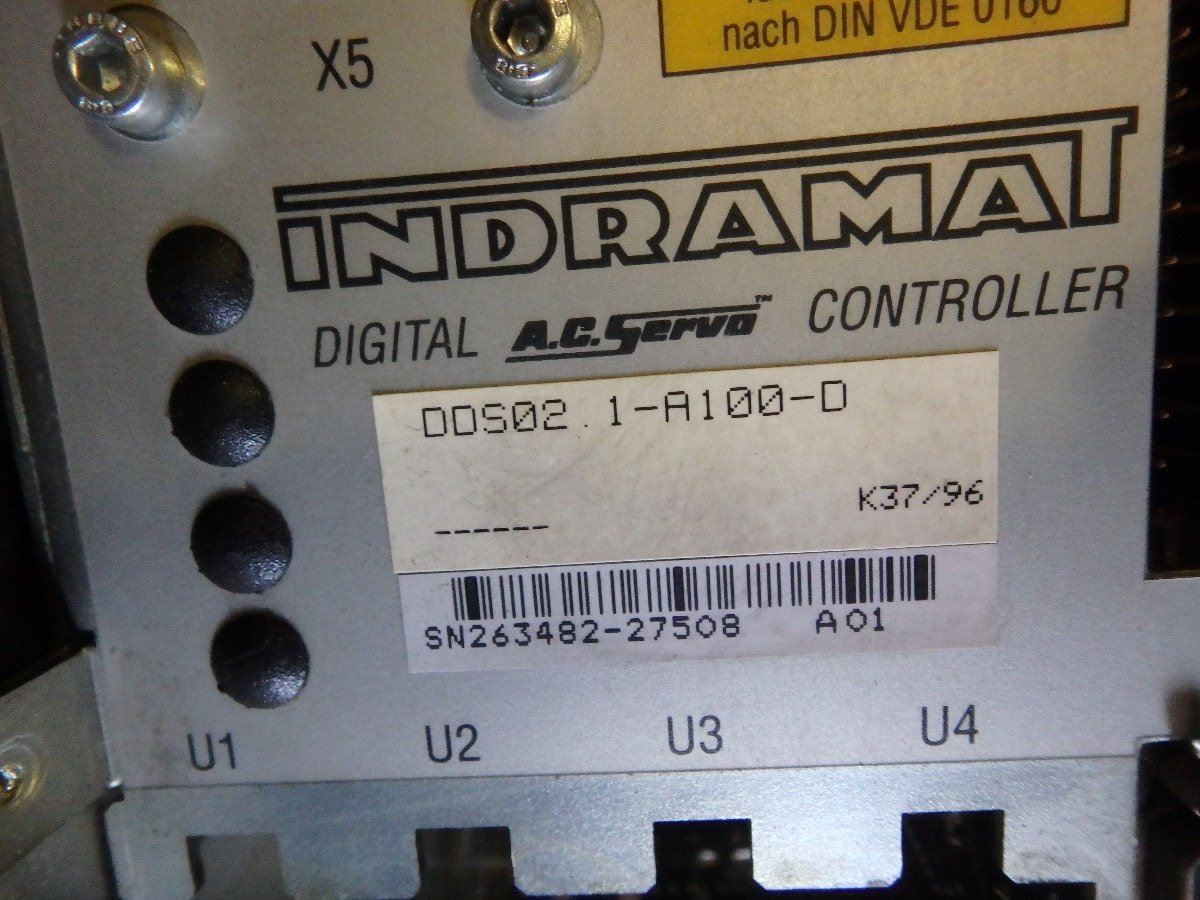 X5
nach DIN VDE 0160
INDRAMAT
DIGITAL A.C. Servo™ CONTROLLER
DDS02.1-A100-D
------ K37/96
SN263482-27508 A01
U1 U2 U3 U4